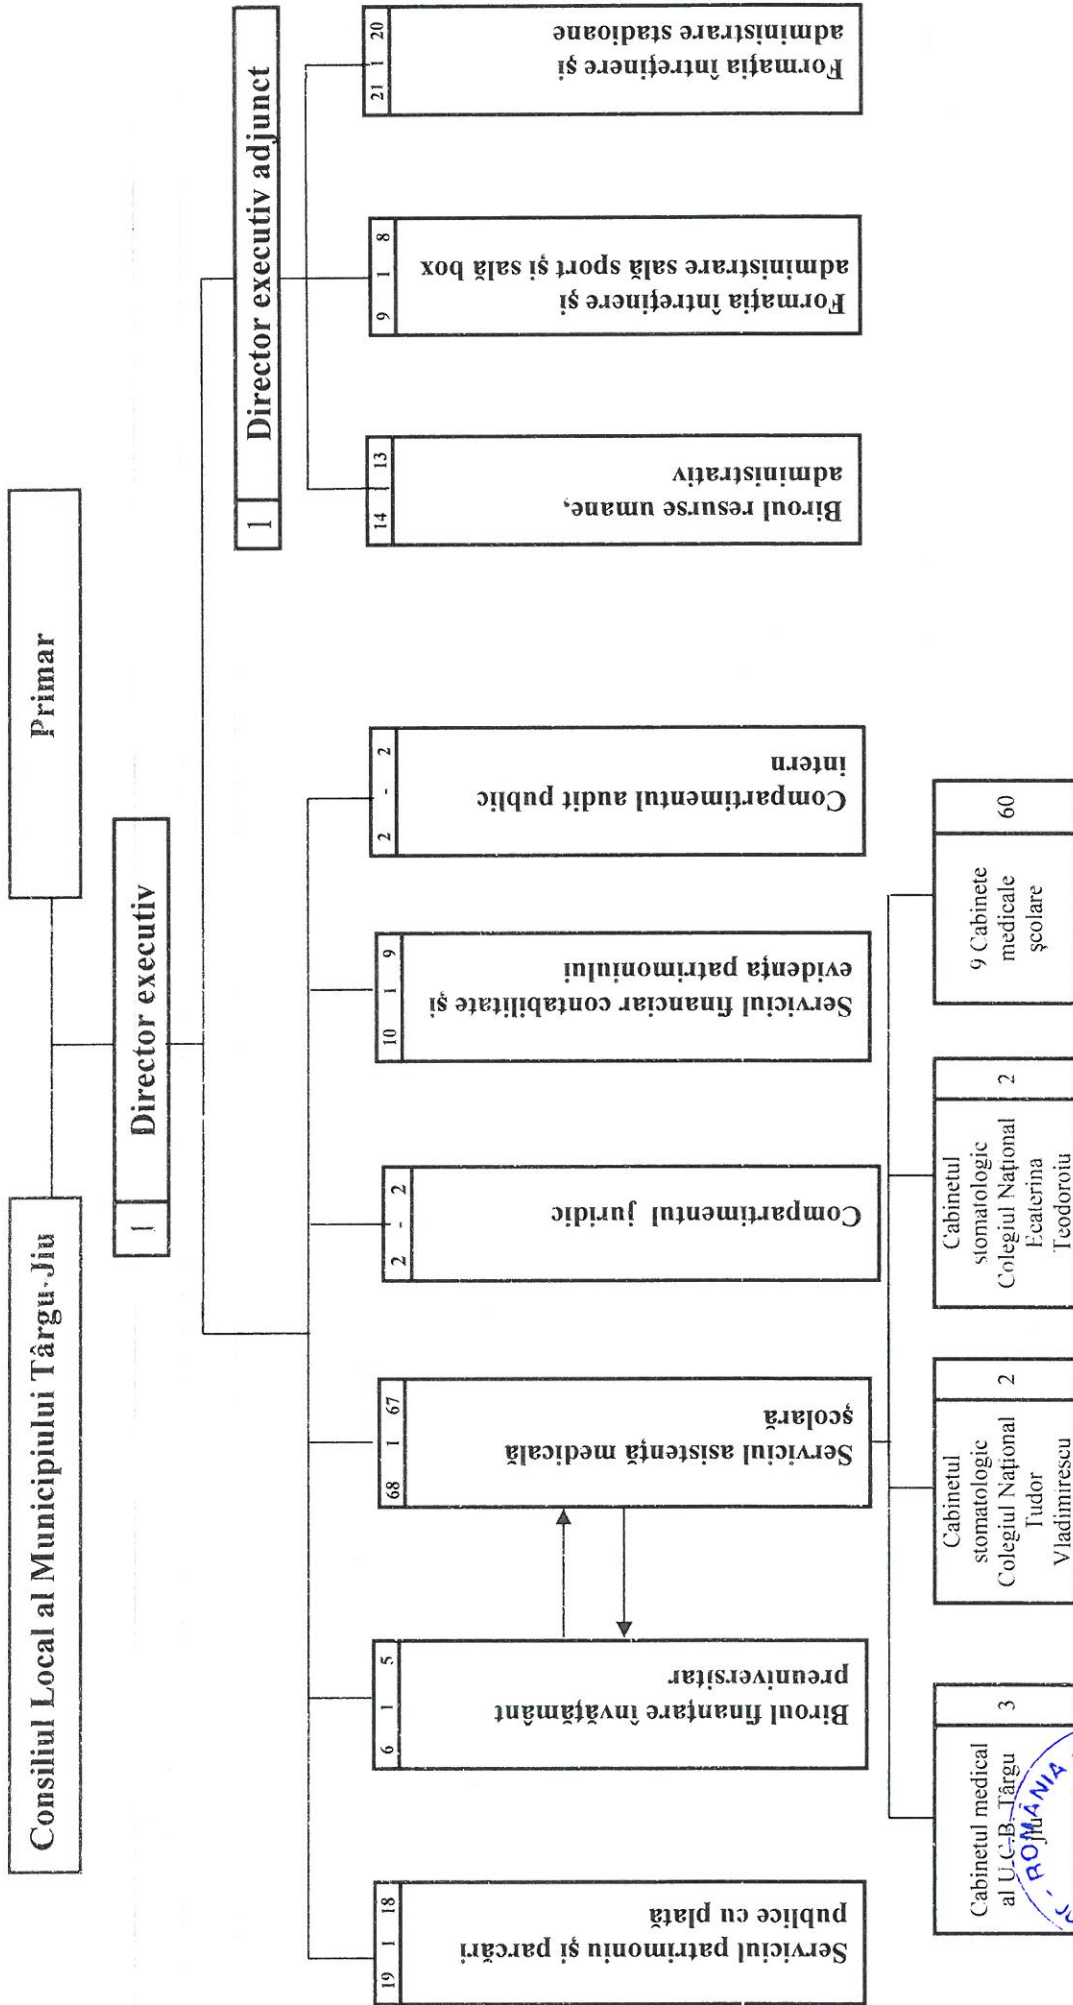 Consiliul Local al Municipiului Târgu-Jiu
Primar
1 Director executiv
1 Director executiv adjunct
19 1 18
Serviciul patrimoniu și parcări
publice cu plată
6 1 5
Biroul finanțare învățământ
preuniversitar
68 1 67
Serviciul asistență medicală
școlară
2 - 2
Compartimentul juridic
10 1 9
Serviciul financiar contabilitate și
evidența patrimoniului
2 - 2
Compartimentul audit public
intern
14 1 13
Biroul resurse umane,
administrativ
9 1 8
Formația întreținere și
administrare sală sport și sală box
21 1 20
Formația întreținere și
administrare stadioane
Cabinetul medical
al U.C.B. Târgu
Jiu
3
Cabinetul
stomatologic
Colegiul Național
Tudor
Vladimirescu
2
Cabinetul
stomatologic
Colegiul Național
Ecaterina
Teodoroiu
2
9 Cabinete
medicale
școlare
60
ROMÂNIA